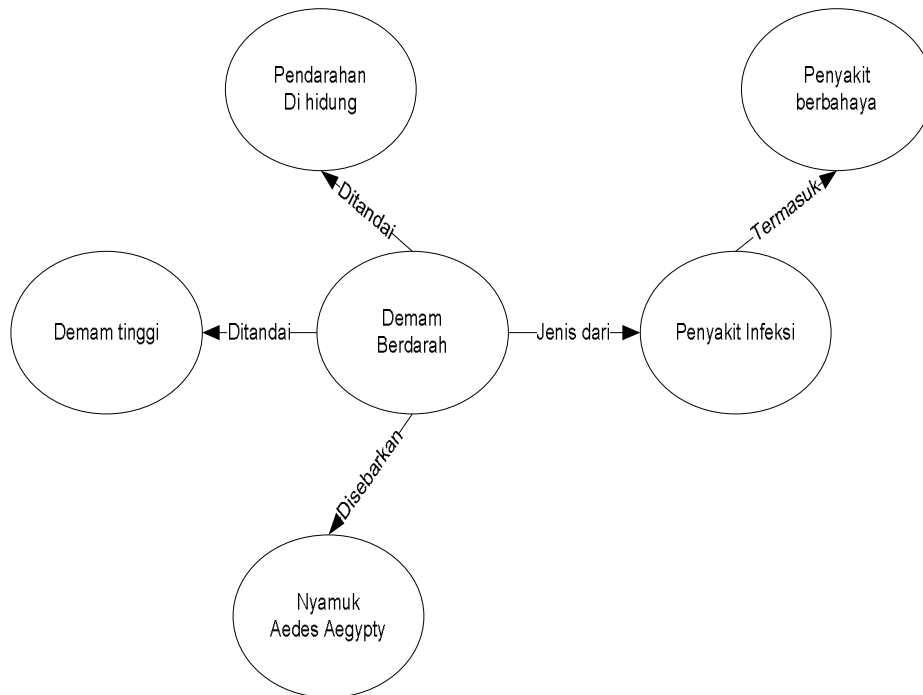 Pendarahan
Di hidung
Penyakit
berbahaya
Ditandai
Termasuk
Demam tinggi
Ditandai
Demam
Berdarah
Jenis dari
Penyakit Infeksi
Disebarkan
Nyamuk
Aedes Aegypty